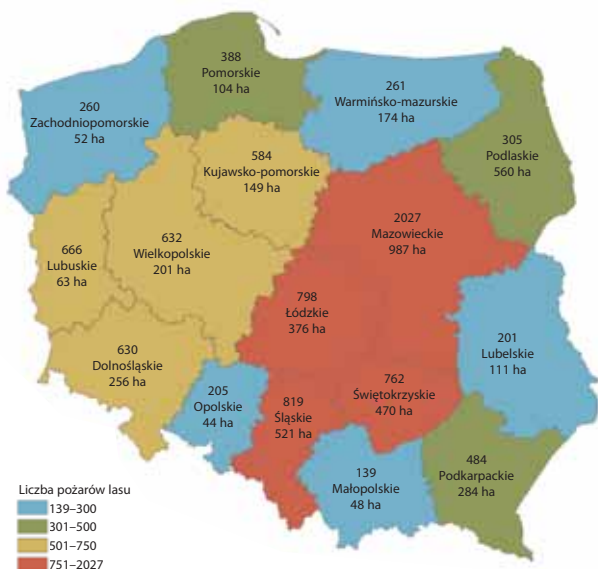 388
Pomorskie
104 ha
261
Warmińsko-mazurskie
174 ha
260
Zachodniopomorskie
52 ha
305
Podlaskie
560 ha
584
Kujawsko-pomorskie
149 ha
2027
Mazowieckie
987 ha
666
Lubuskie
63 ha
632
Wielkopolskie
201 ha
798
Łódzkie
376 ha
201
Lubelskie
111 ha
630
Dolnośląskie
256 ha
205
Opolskie
44 ha
819
Śląskie
521 ha
762
Świętokrzyskie
470 ha
139
Małopolskie
48 ha
484
Podkarpackie
284 ha
Liczba pożarów lasu
139–300
301–500
501–750
751–2027